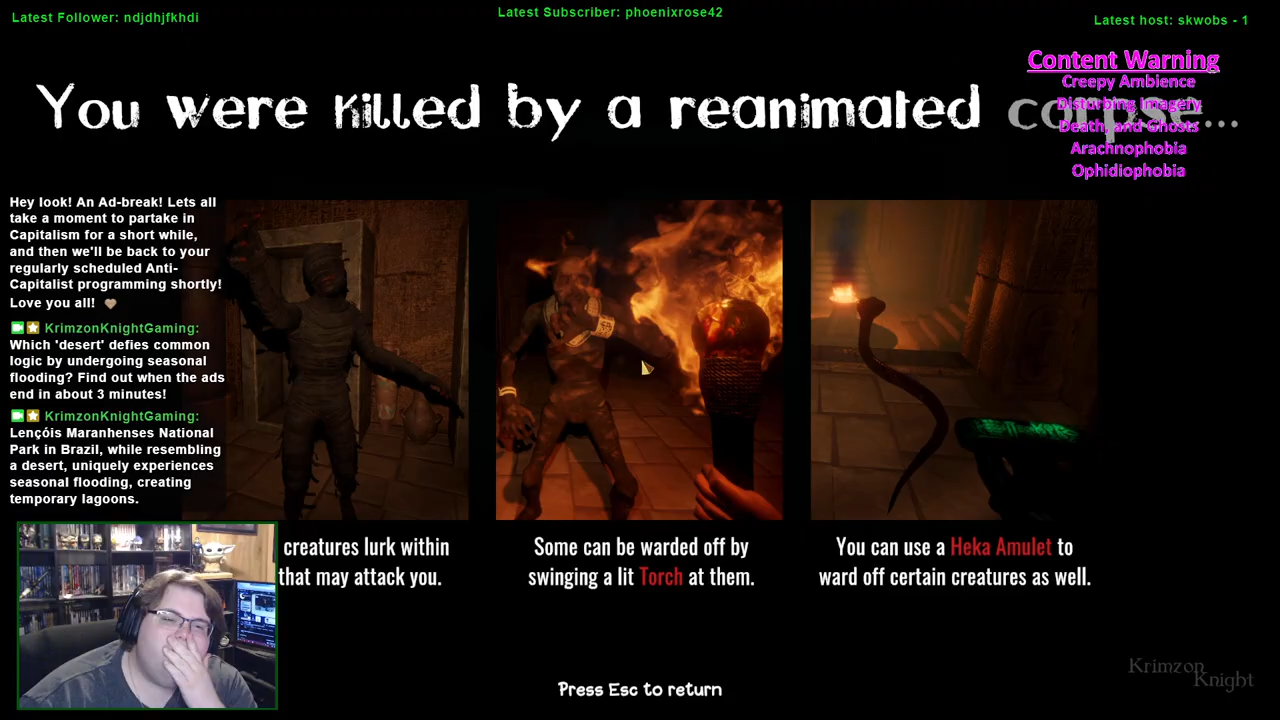 Latest Follower: ndjdhjfkhdi
Latest Subscriber: phoenixrose42
Latest host: skwobs - 1
Content Warning
Creepy Ambience
Disturbing Imagery
Death, and Ghosts
Arachnophobia
Ophidiophobia
You were killed by a reanimated corpse...
Hey look! An Ad-break! Lets all
take a moment to partake in
Capitalism for a short while,
and then we'll be back to your
regularly scheduled Anti-
Capitalist programming shortly!
Love you all!
KrimzonKnightGaming:
Which 'desert' defies common
logic by undergoing seasonal
flooding? Find out when the ads
end in about 3 minutes!
KrimzonKnightGaming:
Lençóis Maranhenses National
Park in Brazil, while resembling
a desert, uniquely experiences
seasonal flooding, creating
temporary lagoons.
creatures lurk within
that may attack you.
Some can be warded off by
swinging a lit Torch at them.
You can use a Heka Amulet to
ward off certain creatures as well.
Press Esc to return
Krimzon
Knight